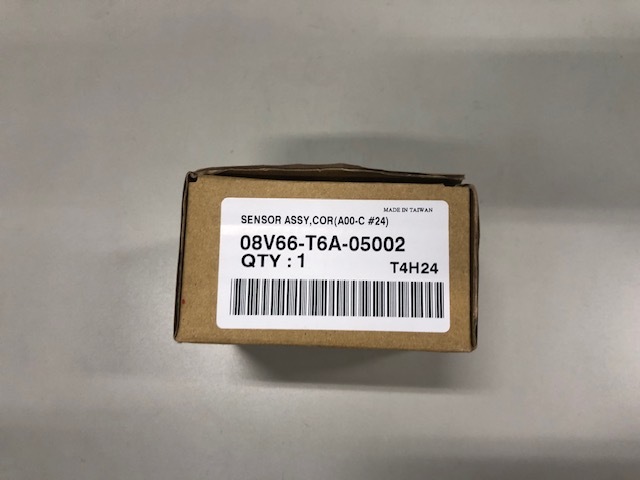 MADE IN TAIWAN
SENSOR ASSY,COR(A00-C #24)
08V66-T6A-05002
QTY : 1
T4H24